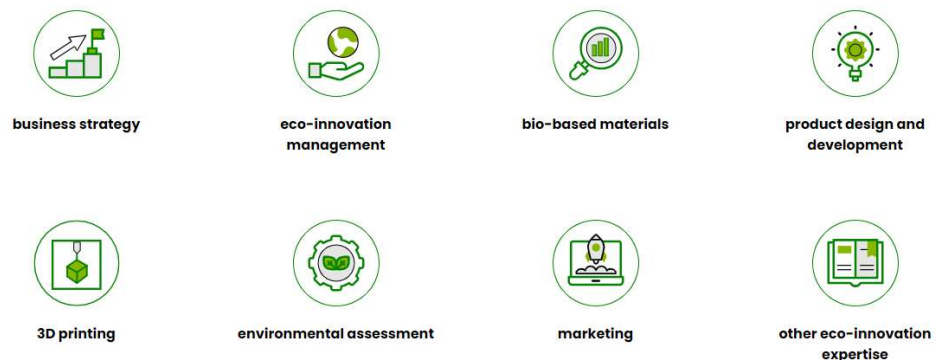 business strategy
eco-innovation
management
bio-based materials
product design and
development
3D printing
environmental assessment
marketing
other eco-innovation
expertise